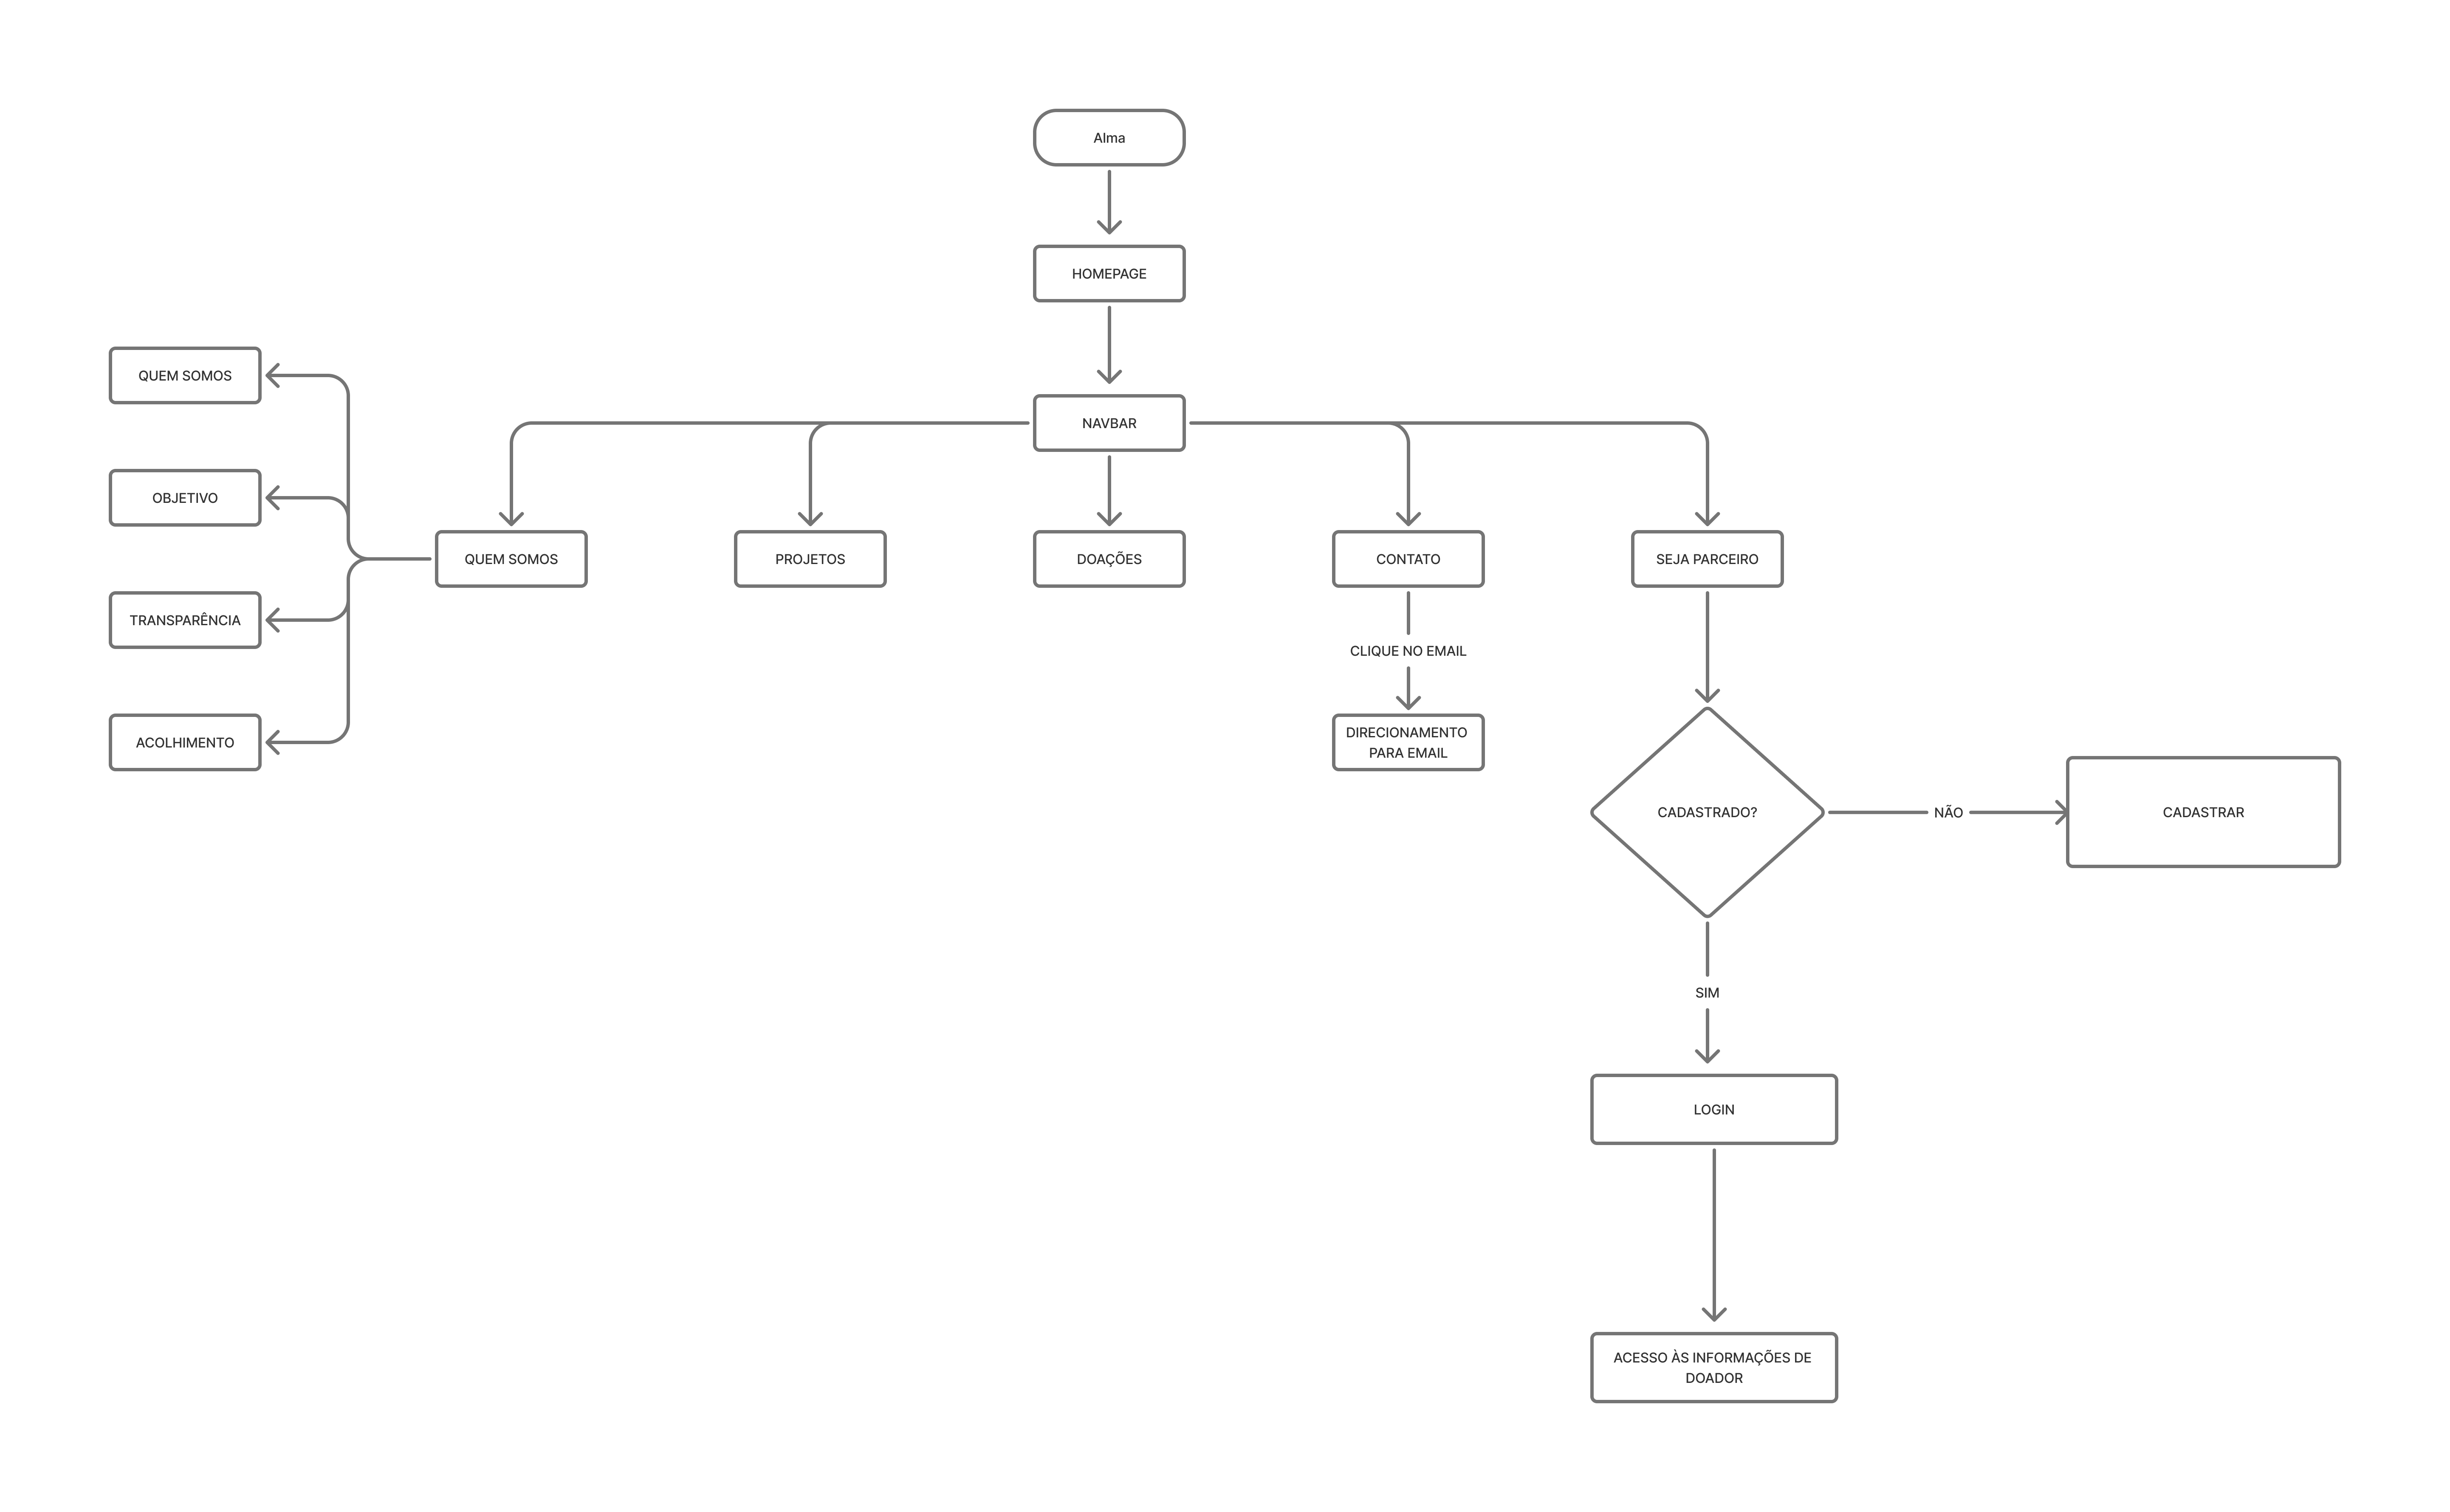 Alma
HOMEPAGE
NAVBAR
QUEM SOMOS
OBJETIVO
TRANSPARÊNCIA
ACOLHIMENTO
QUEM SOMOS
PROJETOS
DOAÇÕES
CONTATO
SEJA PARCEIRO
CLIQUE NO EMAIL
DIRECIONAMENTO
PARA EMAIL
CADASTRADO?
NÃO
CADASTRAR
SIM
LOGIN
ACESSO ÀS INFORMAÇÕES DE
DOADOR